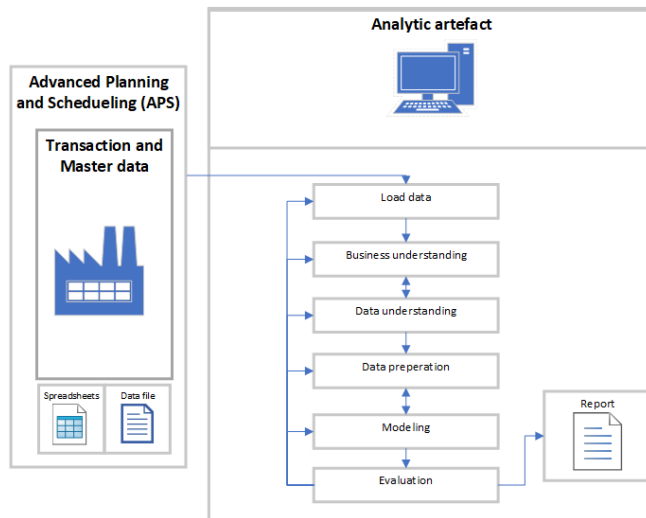 Analytic artefact
Advanced Planning
and Schedueling (APS)
Transaction and
Master data
Spreadsheets
Data file
Load data
Business understanding
Data understanding
Data preperation
Modeling
Evaluation
Report